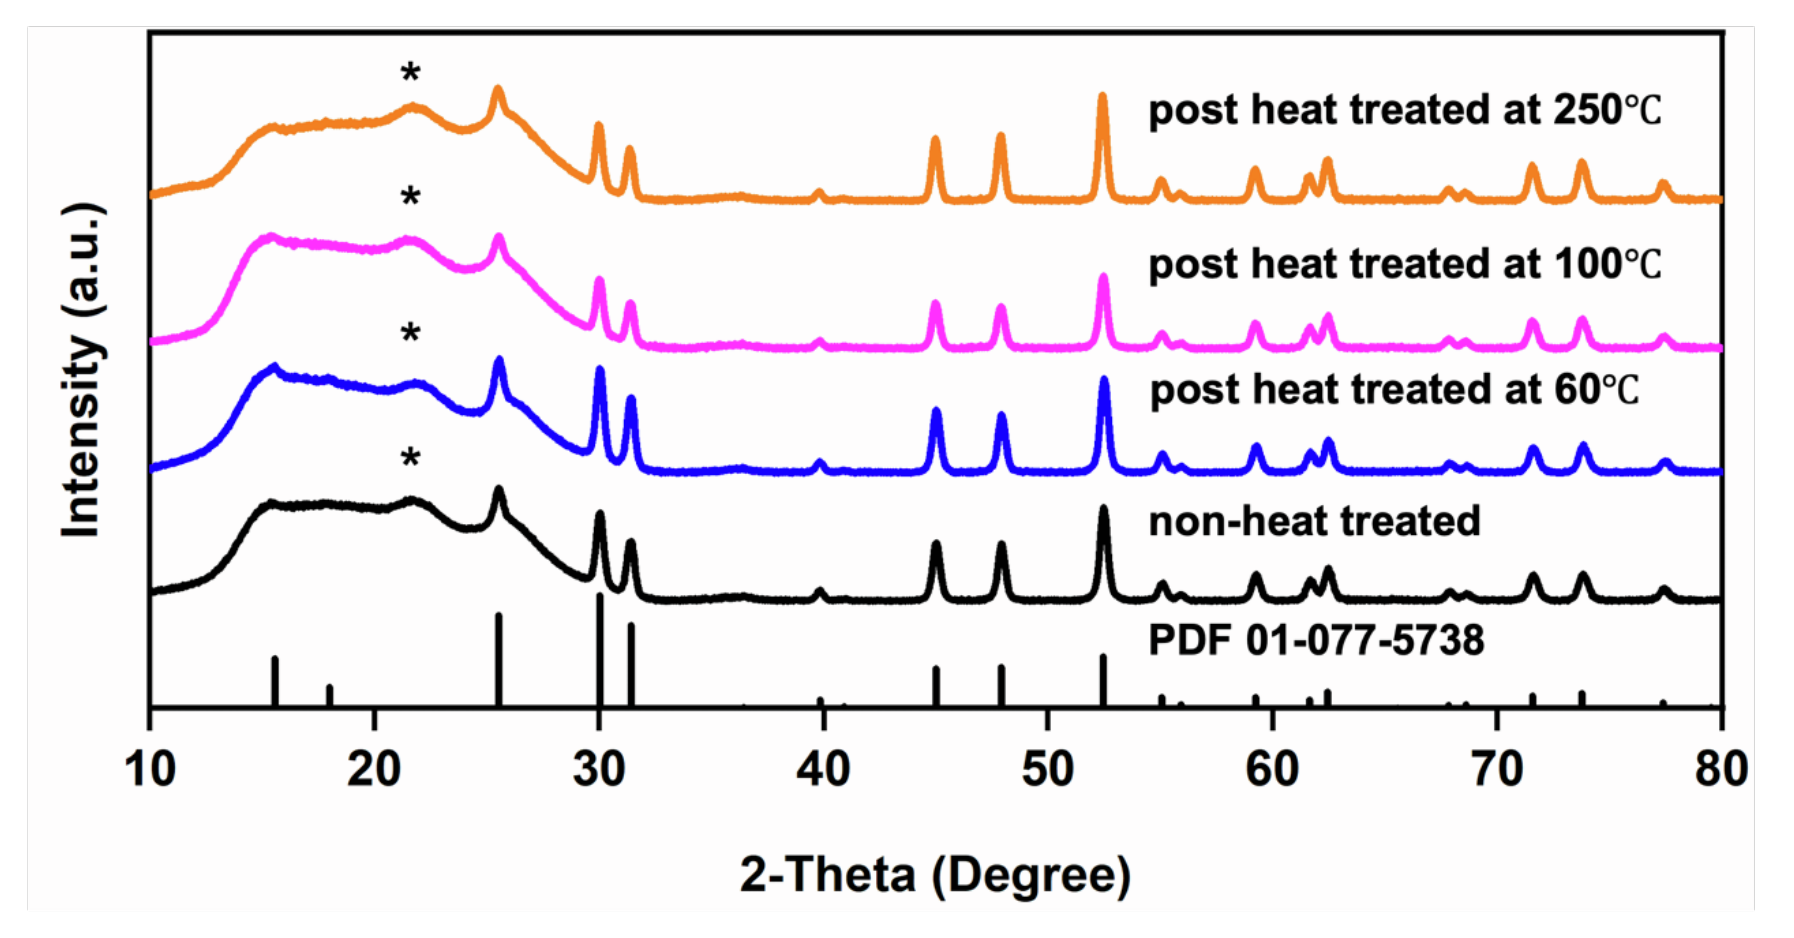 *
post heat treated at 250℃
*
post heat treated at 100℃
*
post heat treated at 60℃
*
non-heat treated
PDF 01-077-5738
Intensity (a.u.)
10 20 30 40 50 60 70 80
2-Theta (Degree)